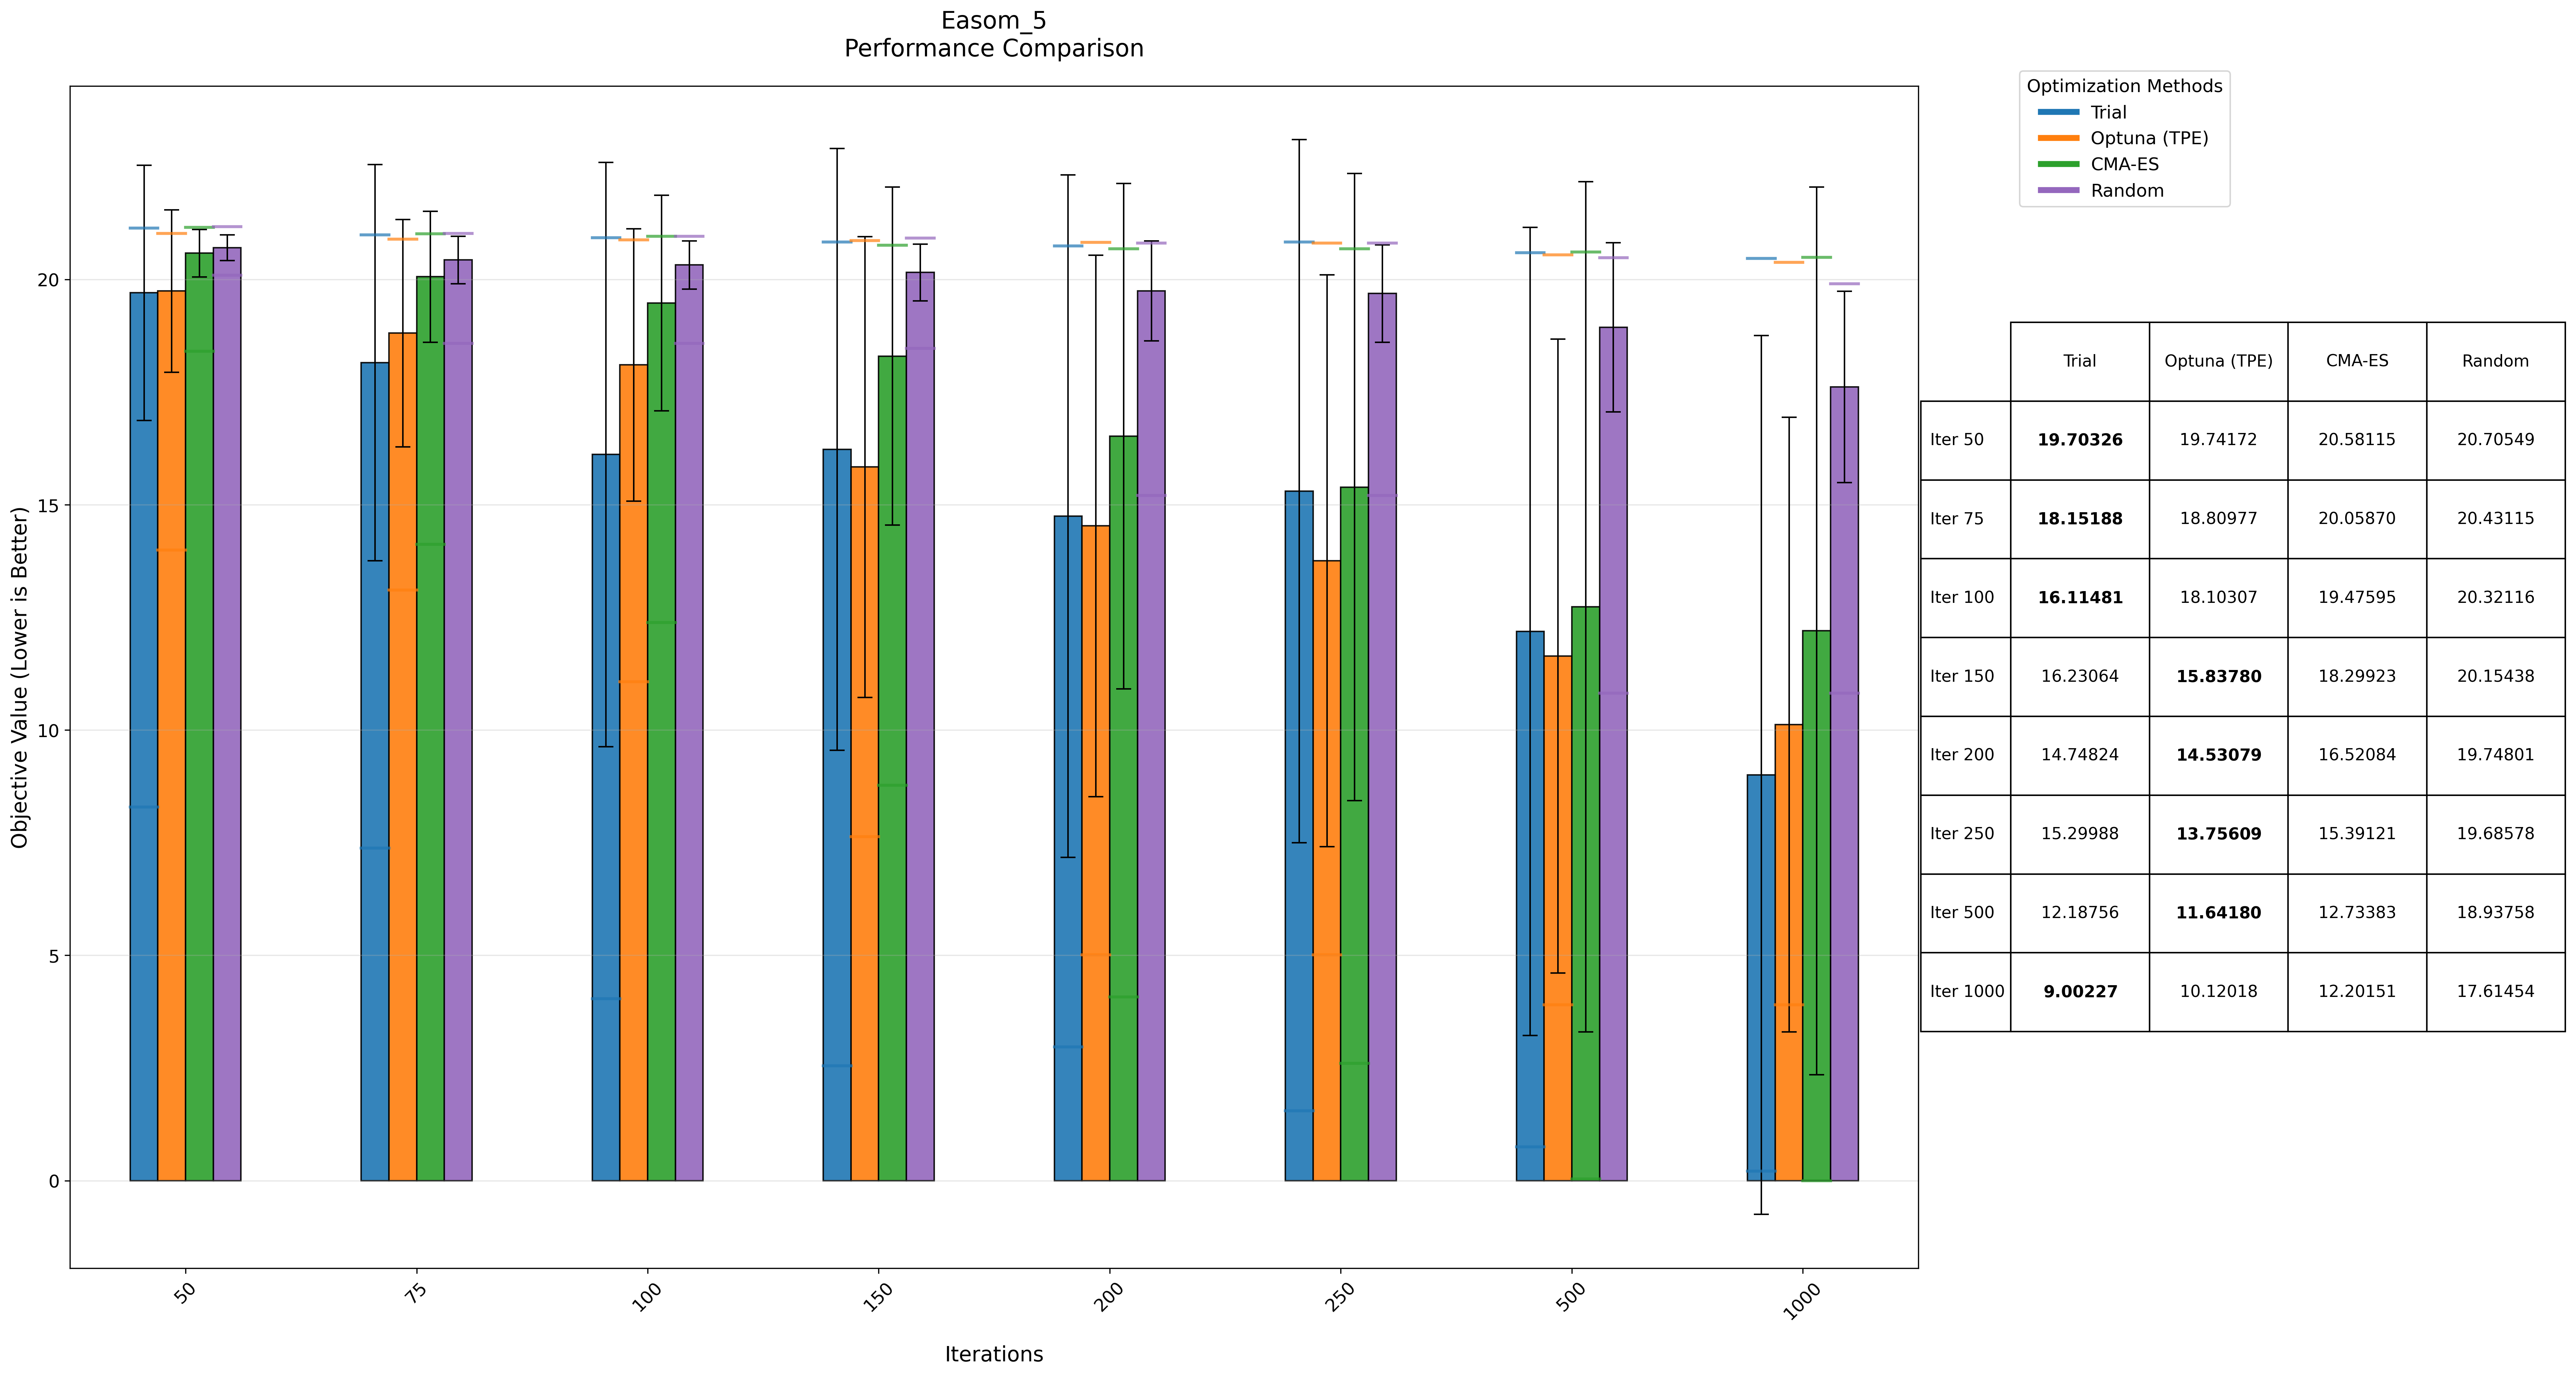 Easom_5
Performance Comparison
Optimization Methods
Trial
Optuna (TPE)
CMA-ES
Random
Objective Value (Lower is Better)
20
15
10
5
0
50
75
100
150
200
250
500
1000
Iterations
Trial Optuna (TPE) CMA-ES Random
Iter 50 19.70326 19.74172 20.58115 20.70549
Iter 75 18.15188 18.80977 20.05870 20.43115
Iter 100 16.11481 18.10307 19.47595 20.32116
Iter 150 16.23064 15.83780 18.29923 20.15438
Iter 200 14.74824 14.53079 16.52084 19.74801
Iter 250 15.29988 13.75609 15.39121 19.68578
Iter 500 12.18756 11.64180 12.73383 18.93758
Iter 1000 9.00227 10.12018 12.20151 17.61454